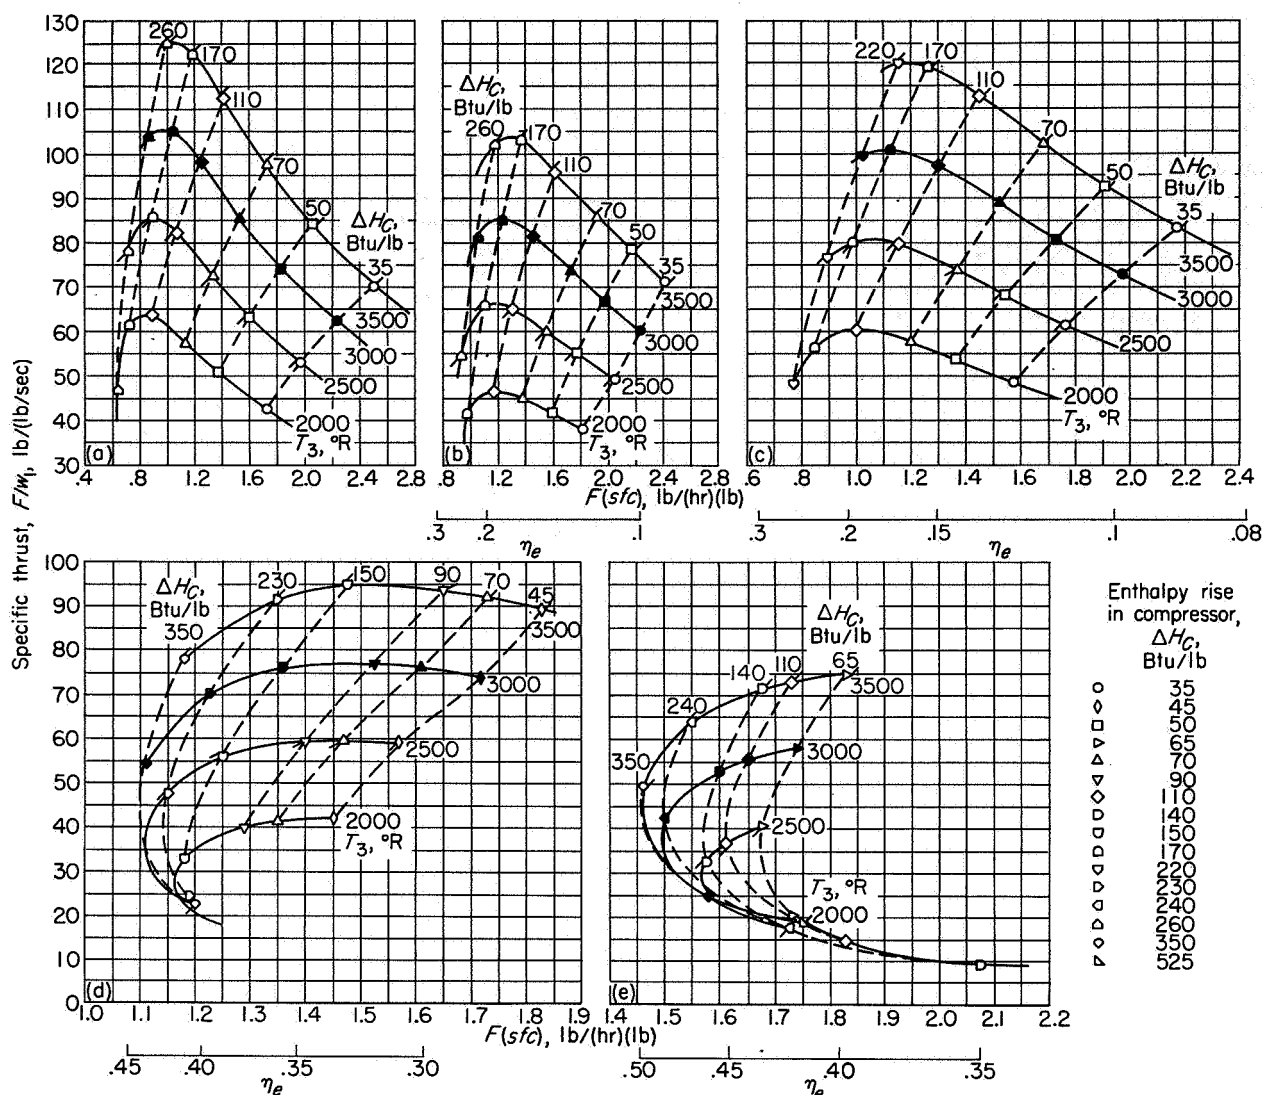 Specific thrust, F/w₁, lb/(lb/sec)
130
120
110
100
90
80
70
60
50
40
30
260
170
110
70
50
ΔH_C,
Btu/lb
35
3500
3000
2500
2000
T₃, °R
(a)
.4 .8 1.2 1.6 2.0 2.4 2.8
ΔH_C,
Btu/lb
260
170
110
70
50
35
3500
3000
2500
2000
T₃, °R
(b)
.8 1.2 1.6 2.0 2.4 2.8
220
170
110
70
50
ΔH_C,
Btu/lb
35
3500
3000
2500
2000
T₃, °R
(c)
.8 1.0 1.2 1.4 1.6 1.8 2.0 2.2 2.4
F(sfc), lb/(hr)(lb)
.3 .2 .1
η_e
.3 .2 .15 .1 .08
η_e
100
90
80
70
60
50
40
30
20
10
0
ΔH_C,
Btu/lb
350
230
150
90
70
45
3500
3000
2500
2000
T₃, °R
(d)
1.0 1.1 1.2 1.3 1.4 1.5 1.6 1.7 1.8 1.9
ΔH_C,
Btu/lb
350
240
140
110
65
3500
3000
2500
T₃, °R
2000
(e)
1.4 1.5 1.6 1.7 1.8 1.9 2.0 2.1 2.2
F(sfc), lb/(hr)(lb)
.45 .40 .35 .30
η_e
.50 .45 .40 .35
η_e
Enthalpy rise
in compressor,
ΔH_C,
Btu/lb
35
45
50
65
70
90
110
140
150
170
220
230
240
260
350
525